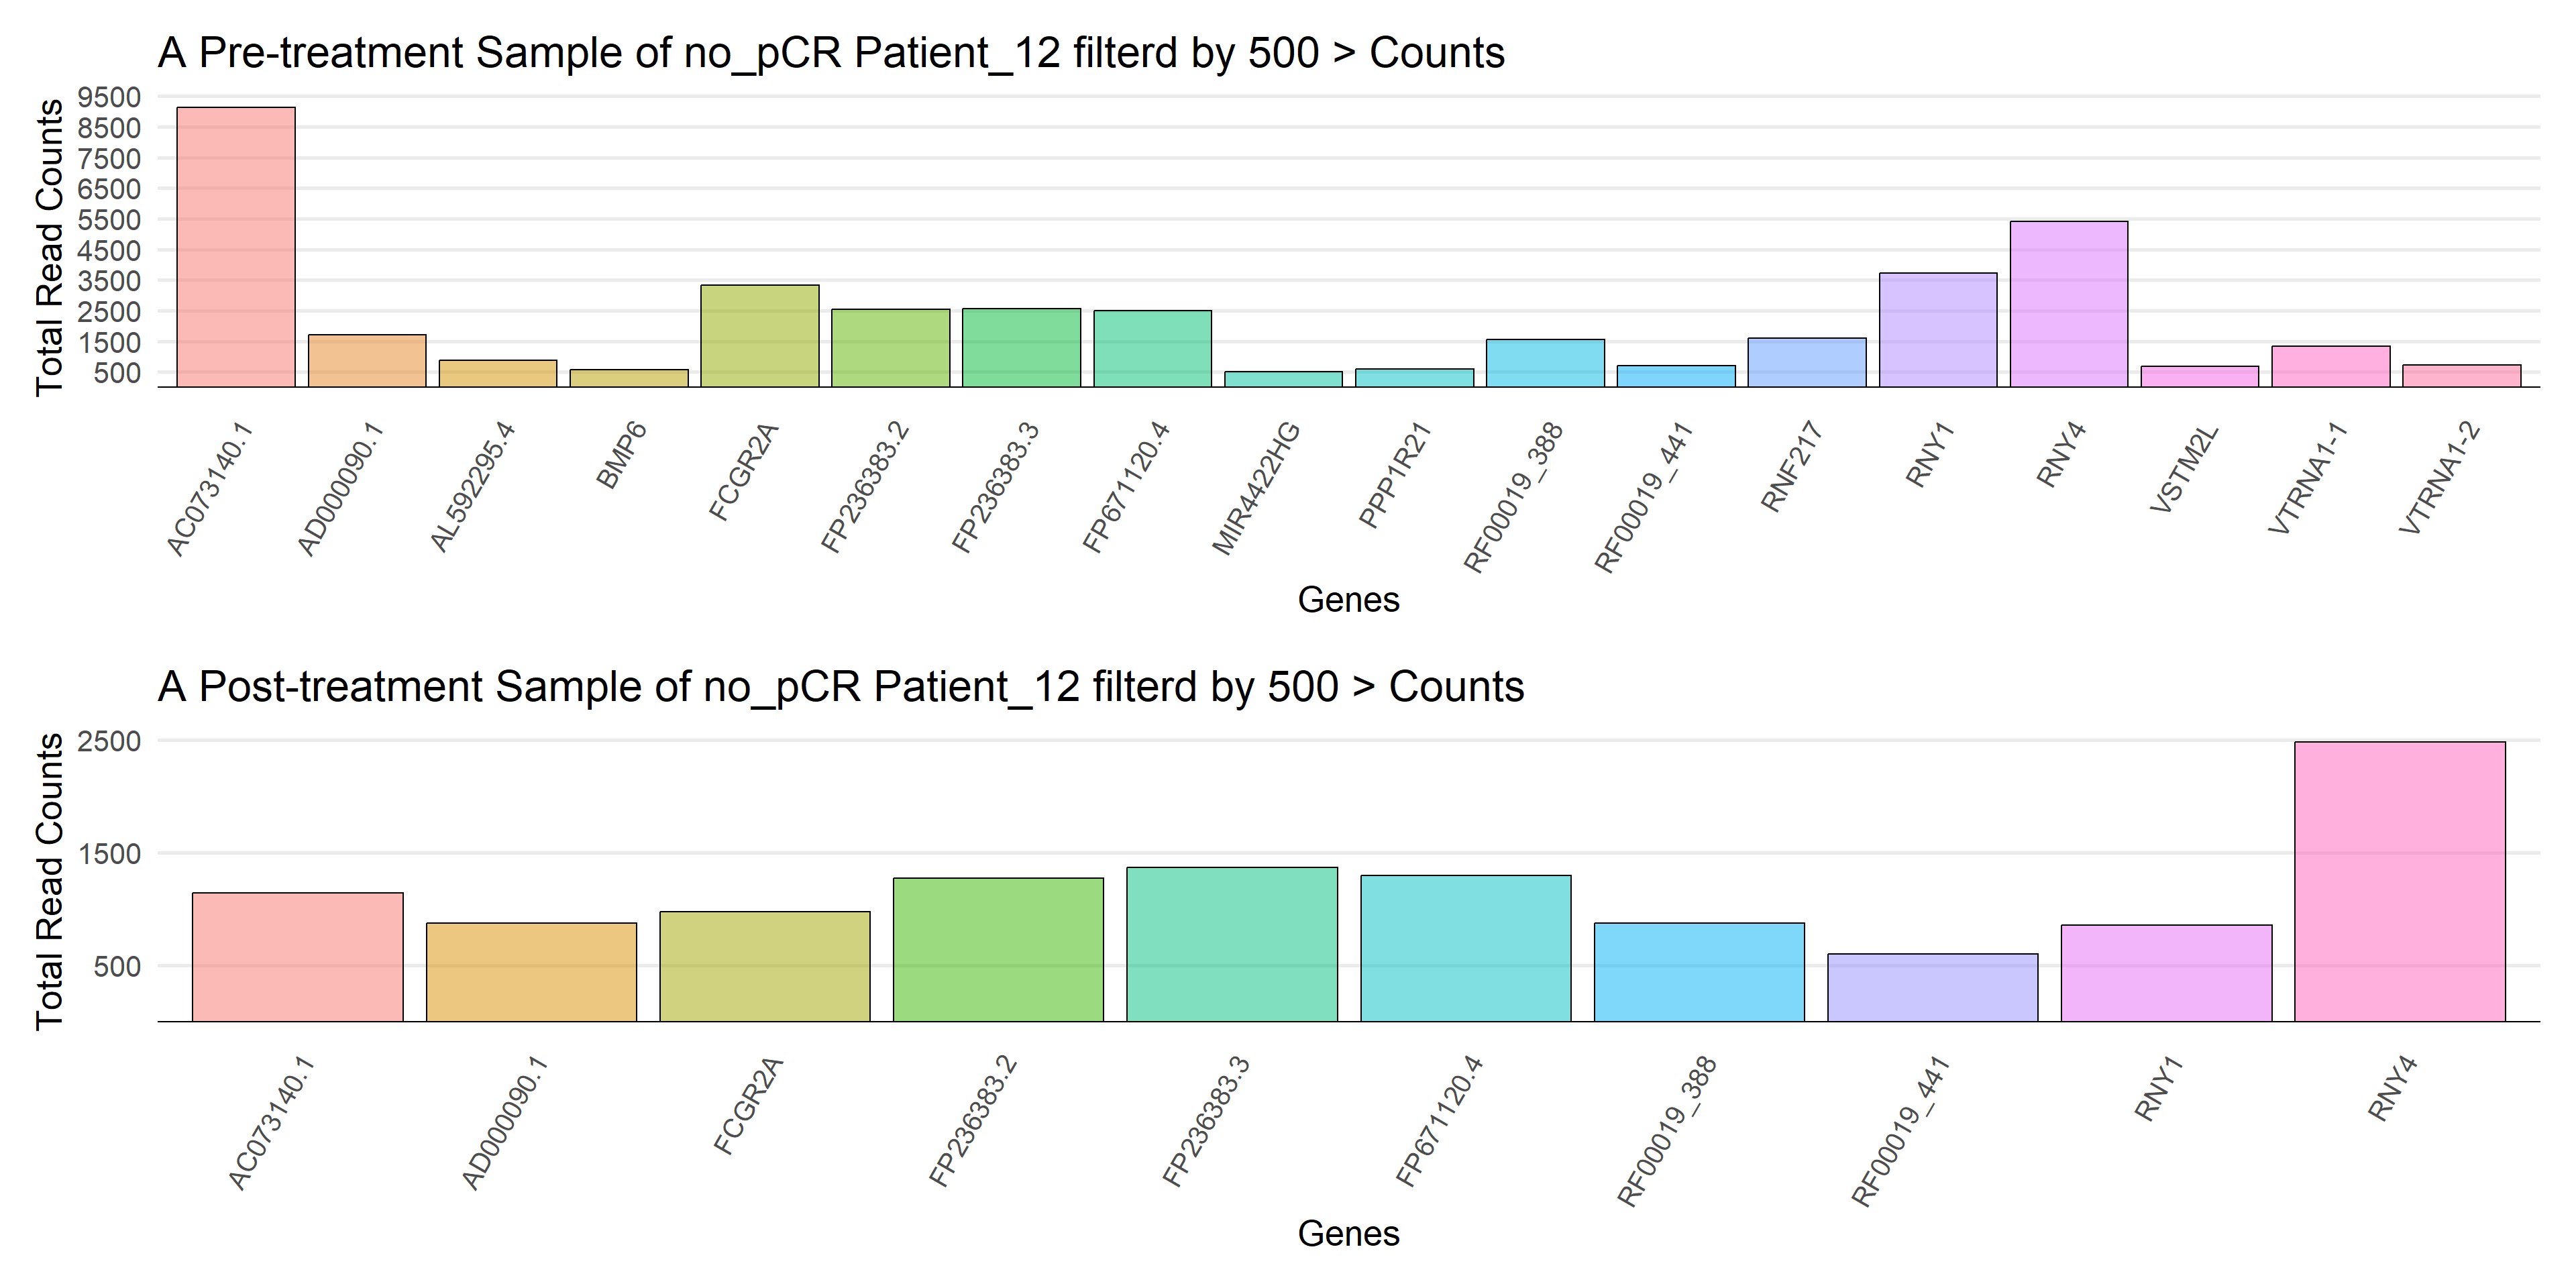 A Pre-treatment Sample of no_pCR Patient_12 filterd by 500 > Counts
Total Read Counts
9500
8500
7500
6500
5500
4500
3500
2500
1500
500
AC073140.1
AD000090.1
AL592295.4
BMP6
FCGR2A
FP236383.2
FP236383.3
FP671120.4
MIR4422HG
PPP1R21
RF00019_388
RF00019_441
RNF217
RNY1
RNY4
VSTM2L
VTRNA1-1
VTRNA1-2
Genes
A Post-treatment Sample of no_pCR Patient_12 filterd by 500 > Counts
Total Read Counts
2500
1500
500
AC073140.1
AD000090.1
FCGR2A
FP236383.2
FP236383.3
FP671120.4
RF00019_388
RF00019_441
RNY1
RNY4
Genes